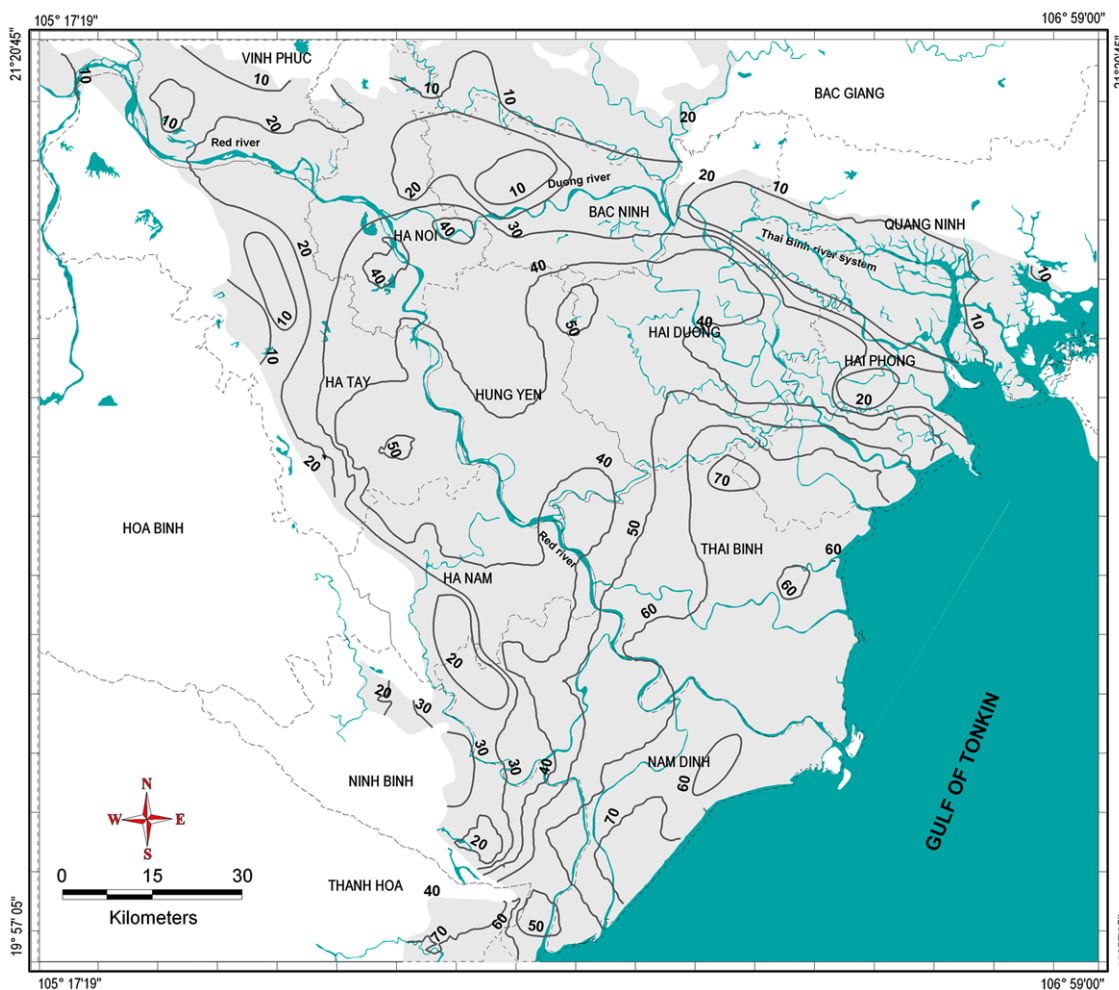 105° 17'19"
106° 59'00"
21°20'45"
VINH PHUC
10
10
10
10
10
20
BAC GIANG
20
Red river
20
10
Duong river
20
10
BAC NINH
QUANG NINH
40
HA NOI
30
Thai Binh river system
20
40
40
10
10
50
10
40
HAI DUONG
10
HAI PHONG
10
HA TAY
HUNG YEN
20
50
20
40
70
HOA BINH
50
Red river
THAI BINH
60
HA NAM
60
60
20
20
30
GULF OF TONKIN
30
30
40
NAM DINH
60
NINH BINH
N
W
E
S
70
20
0
15
30
Kilometers
THANH HOA
40
60
50
70
19° 57' 05"
105° 17'19"
106° 59'00"